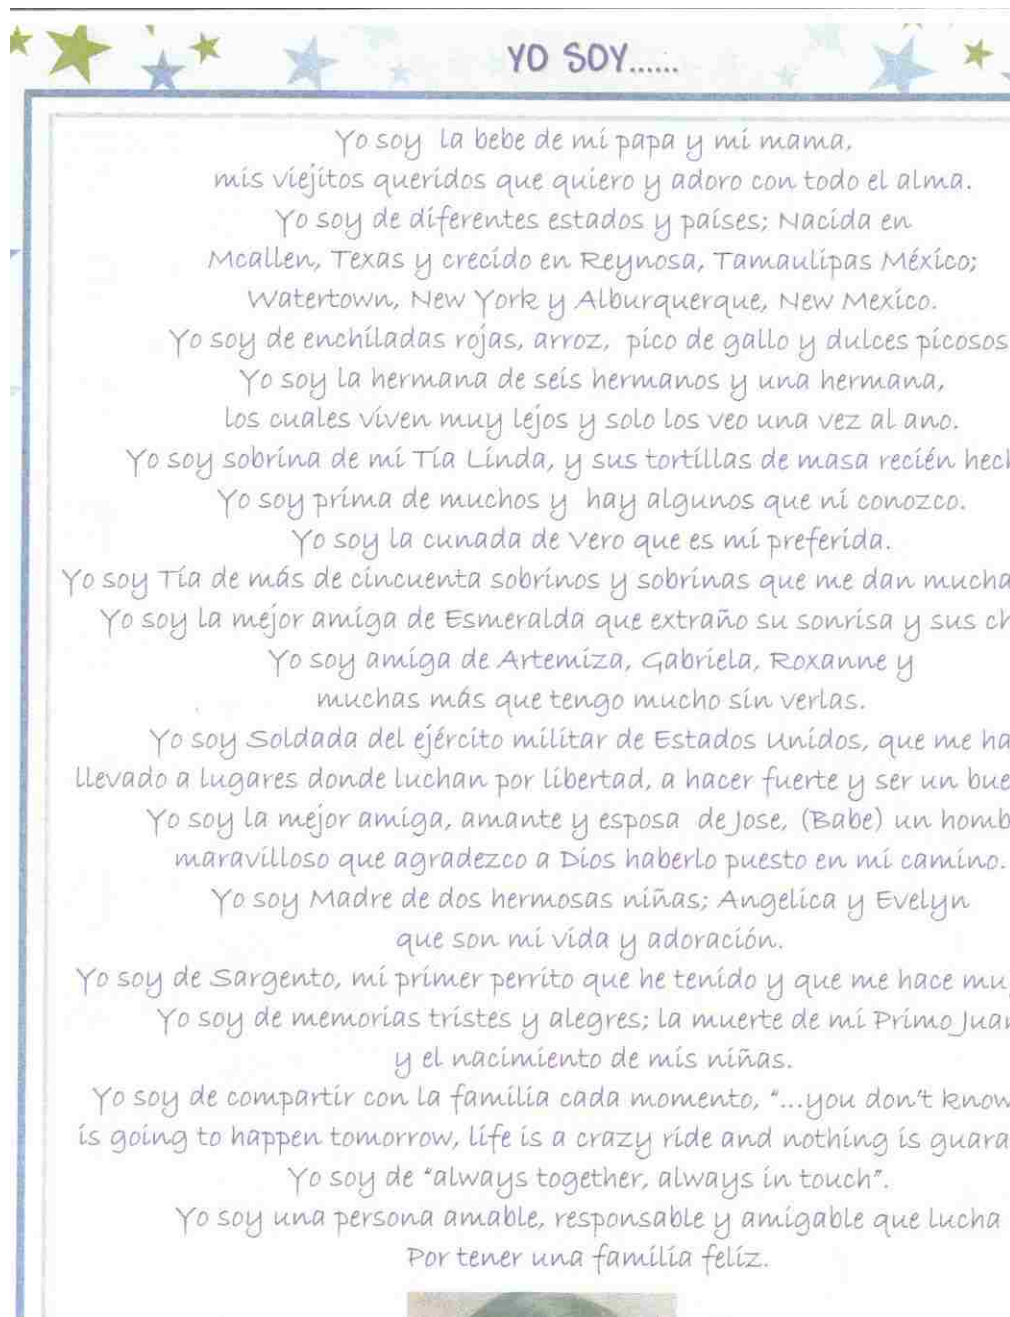 YO SOY......
Yo soy la bebe de mi papa y mi mama,
mis viejitos queridos que quiero y adoro con todo el alma.
Yo soy de diferentes estados y países; Nacida en
Mcallen, Texas y crecido en Reynosa, Tamaulipas México;
Watertown, New York y Alburquerque, New Mexico.
Yo soy de enchiladas rojas, arroz, pico de gallo y dulces picosos
Yo soy la hermana de seis hermanos y una hermana,
los cuales viven muy lejos y solo los veo una vez al ano.
Yo soy sobrina de mi Tía Linda, y sus tortillas de masa recién
Yo soy prima de muchos y hay algunos que ni conozco.
Yo soy la cunada de Vero que es mi preferida.
Yo soy Tía de más de cincuenta sobrinos y sobrinas que me dan mucha
Yo soy la mejor amiga de Esmeralda que extraño su sonrisa y sus
Yo soy amiga de Artemiza, Gabriela, Roxanne y
muchas más que tengo mucho sin verlas.
Yo soy Soldada del ejército militar de Estados Unidos, que me ha
llevado a lugares donde luchan por libertad, a hacer fuerte y ser un
Yo soy la mejor amiga, amante y esposa de Jose, (Babe) un
maravilloso que agradezco a Dios haberlo puesto en mi camino.
Yo soy Madre de dos hermosas niñas; Angelica y Evelyn
que son mi vida y adoración.
Yo soy de Sargento, mi primer perrito que he tenido y que me hace
Yo soy de memorias tristes y alegres; la muerte de mi Primo
y el nacimiento de mis niñas.
Yo soy de compartir con la familia cada momento, "...you don't know
is going to happen tomorrow, life is a crazy ride and nothing is
Yo soy de "always together, always in touch".
Yo soy una persona amable, responsable y amigable que lucha
Por tener una familia feliz.